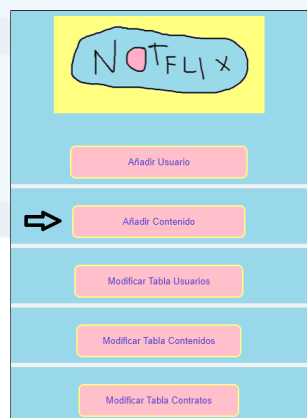 NOTFLIX
Añadir Usuario
Añadir Contenido
Modificar Tabla Usuarios
Modificar Tabla Contenidos
Modificar Tabla Contratos